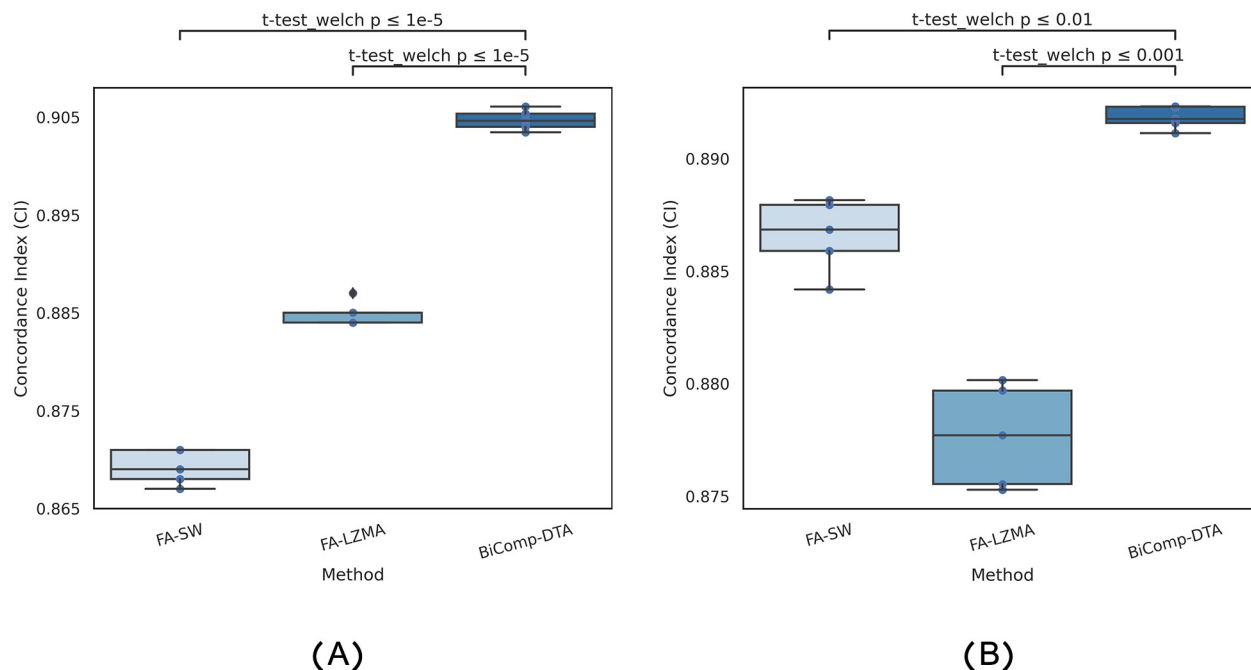 t-test_welch p ≤ 1e-5
t-test_welch p ≤ 1e-5
Concordance Index (CI)
0.905
0.895
0.885
0.875
0.865
FA-SW
FA-LZMA
BiComp-DTA
Method
(A)
t-test_welch p ≤ 0.01
t-test_welch p ≤ 0.001
Concordance Index (CI)
0.890
0.885
0.880
0.875
FA-SW
FA-LZMA
BiComp-DTA
Method
(B)